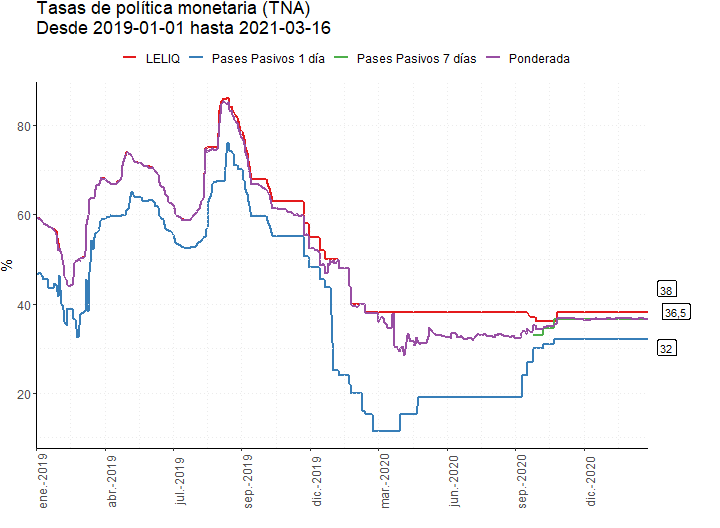 Tasas de política monetaria (TNA)
Desde 2019-01-01 hasta 2021-03-16
LELIQ Pases Pasivos 1 día Pases Pasivos 7 días Ponderada
%
80
60
40
20
38
36,5
32
ene.-2019 abr.-2019 jul.-2019 sep.-2019 dic.-2019 mar.-2020 jun.-2020 sep.-2020 dic.-2020